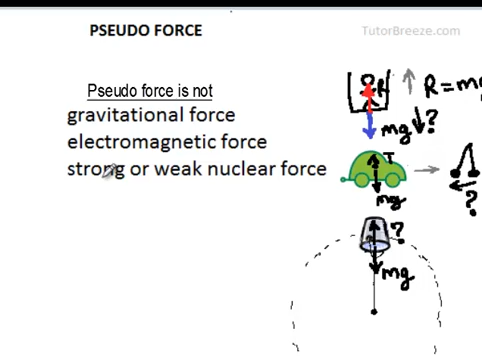 PSEUDO FORCE
TutorBreeze.com
Pseudo force is not
gravitational force
electromagnetic force
strong or weak nuclear force
R
R = mg
mg ?
T
mg
?
?
mg